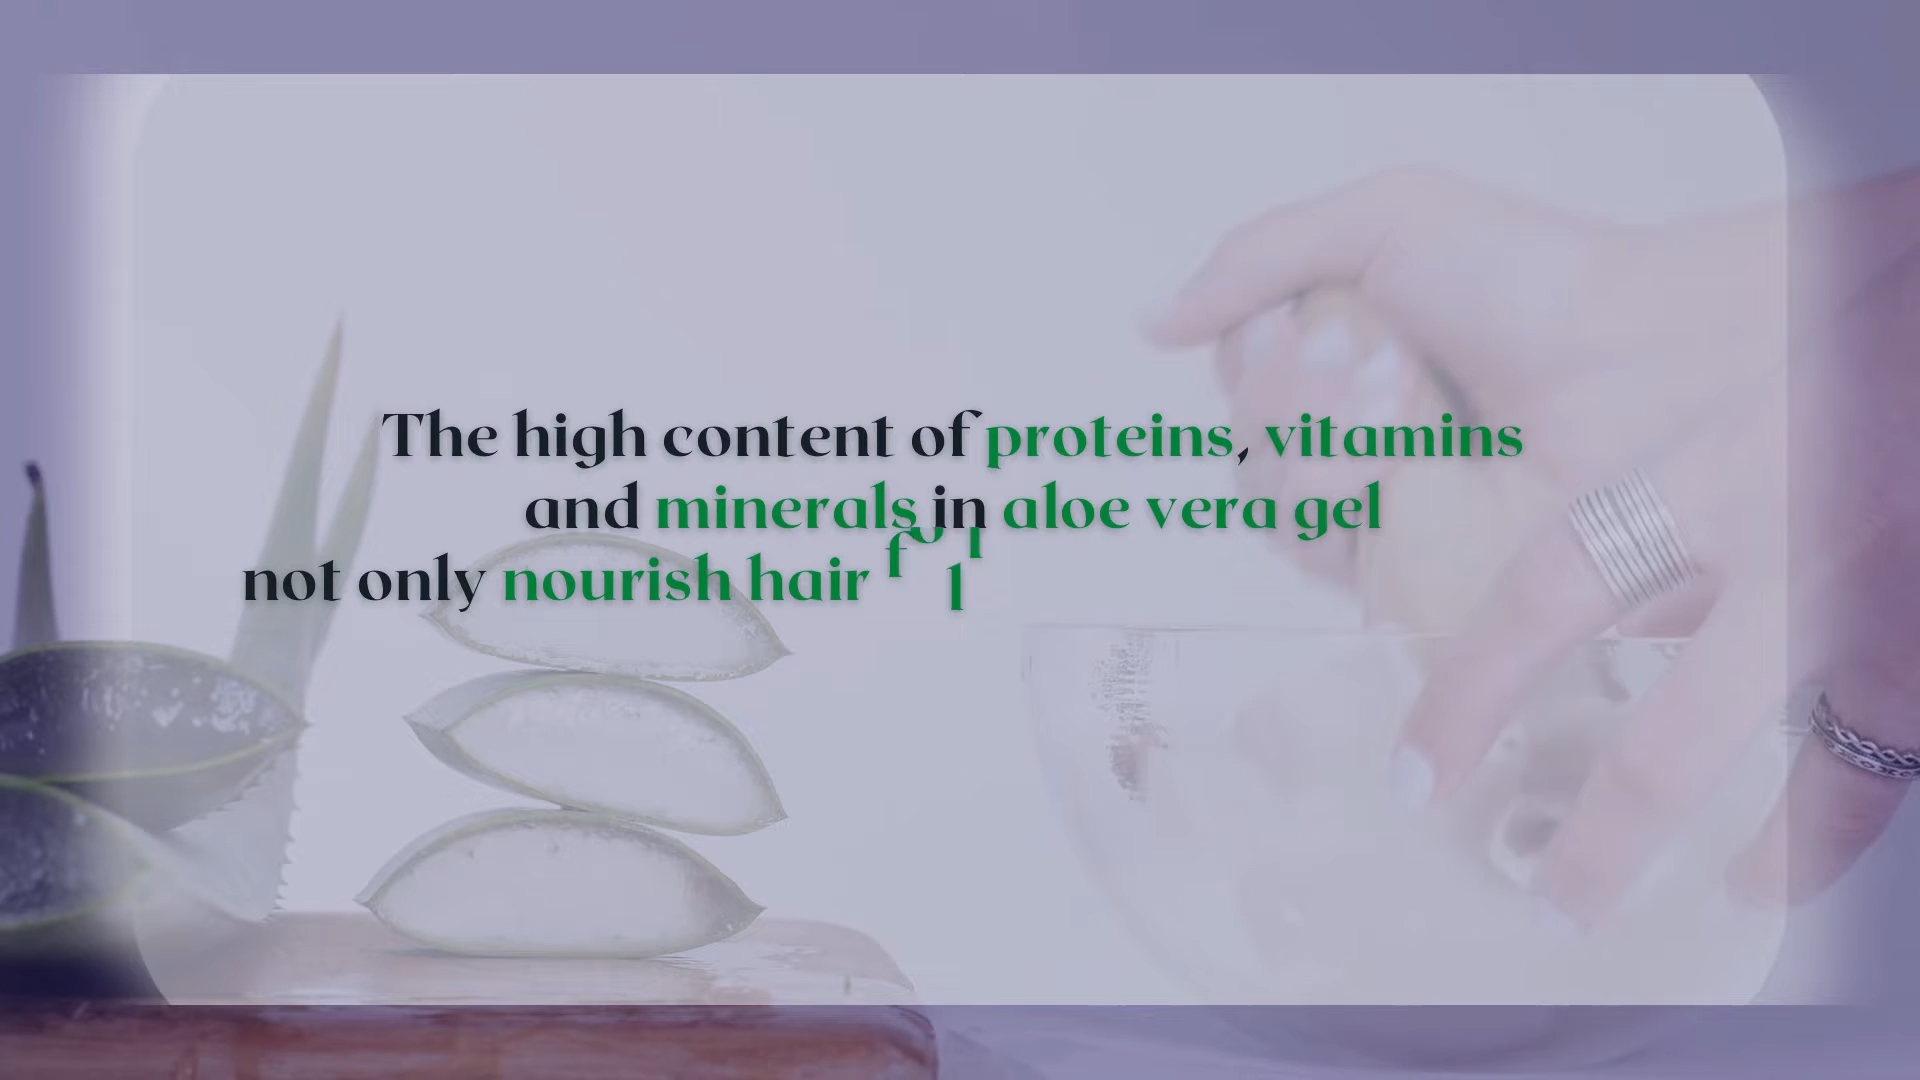 The high content of proteins, vitamins
and minerals in aloe vera gel
not only nourish hair